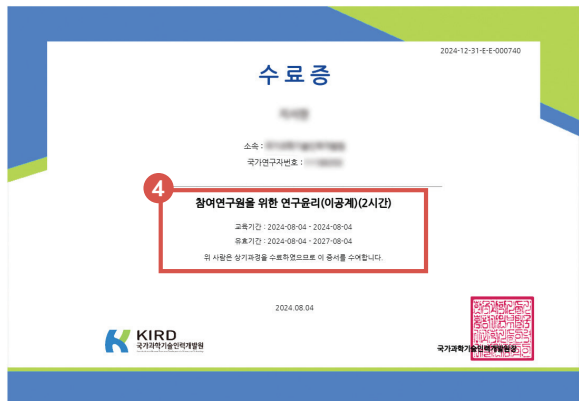 2024-12-31-E-E-000740
수료증
소속 :
국가연구자번호 :
4
참여연구원을 위한 연구윤리(이공계)(2시간)
교육기간 : 2024-08-04 - 2024-08-04
유효기간 : 2024-08-04 - 2027-08-04
위 사람은 상기과정을 수료하였으므로 이 증서를 수여합니다.
2024.08.04
KIRD
국가과학기술인력개발원
국가과학기술인력개발원장